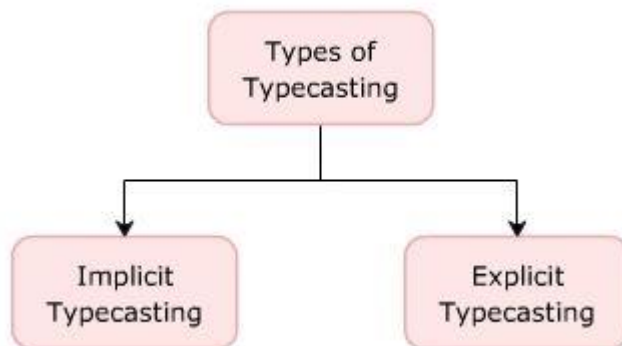 Types of
Typecasting
Implicit
Typecasting
Explicit
Typecasting